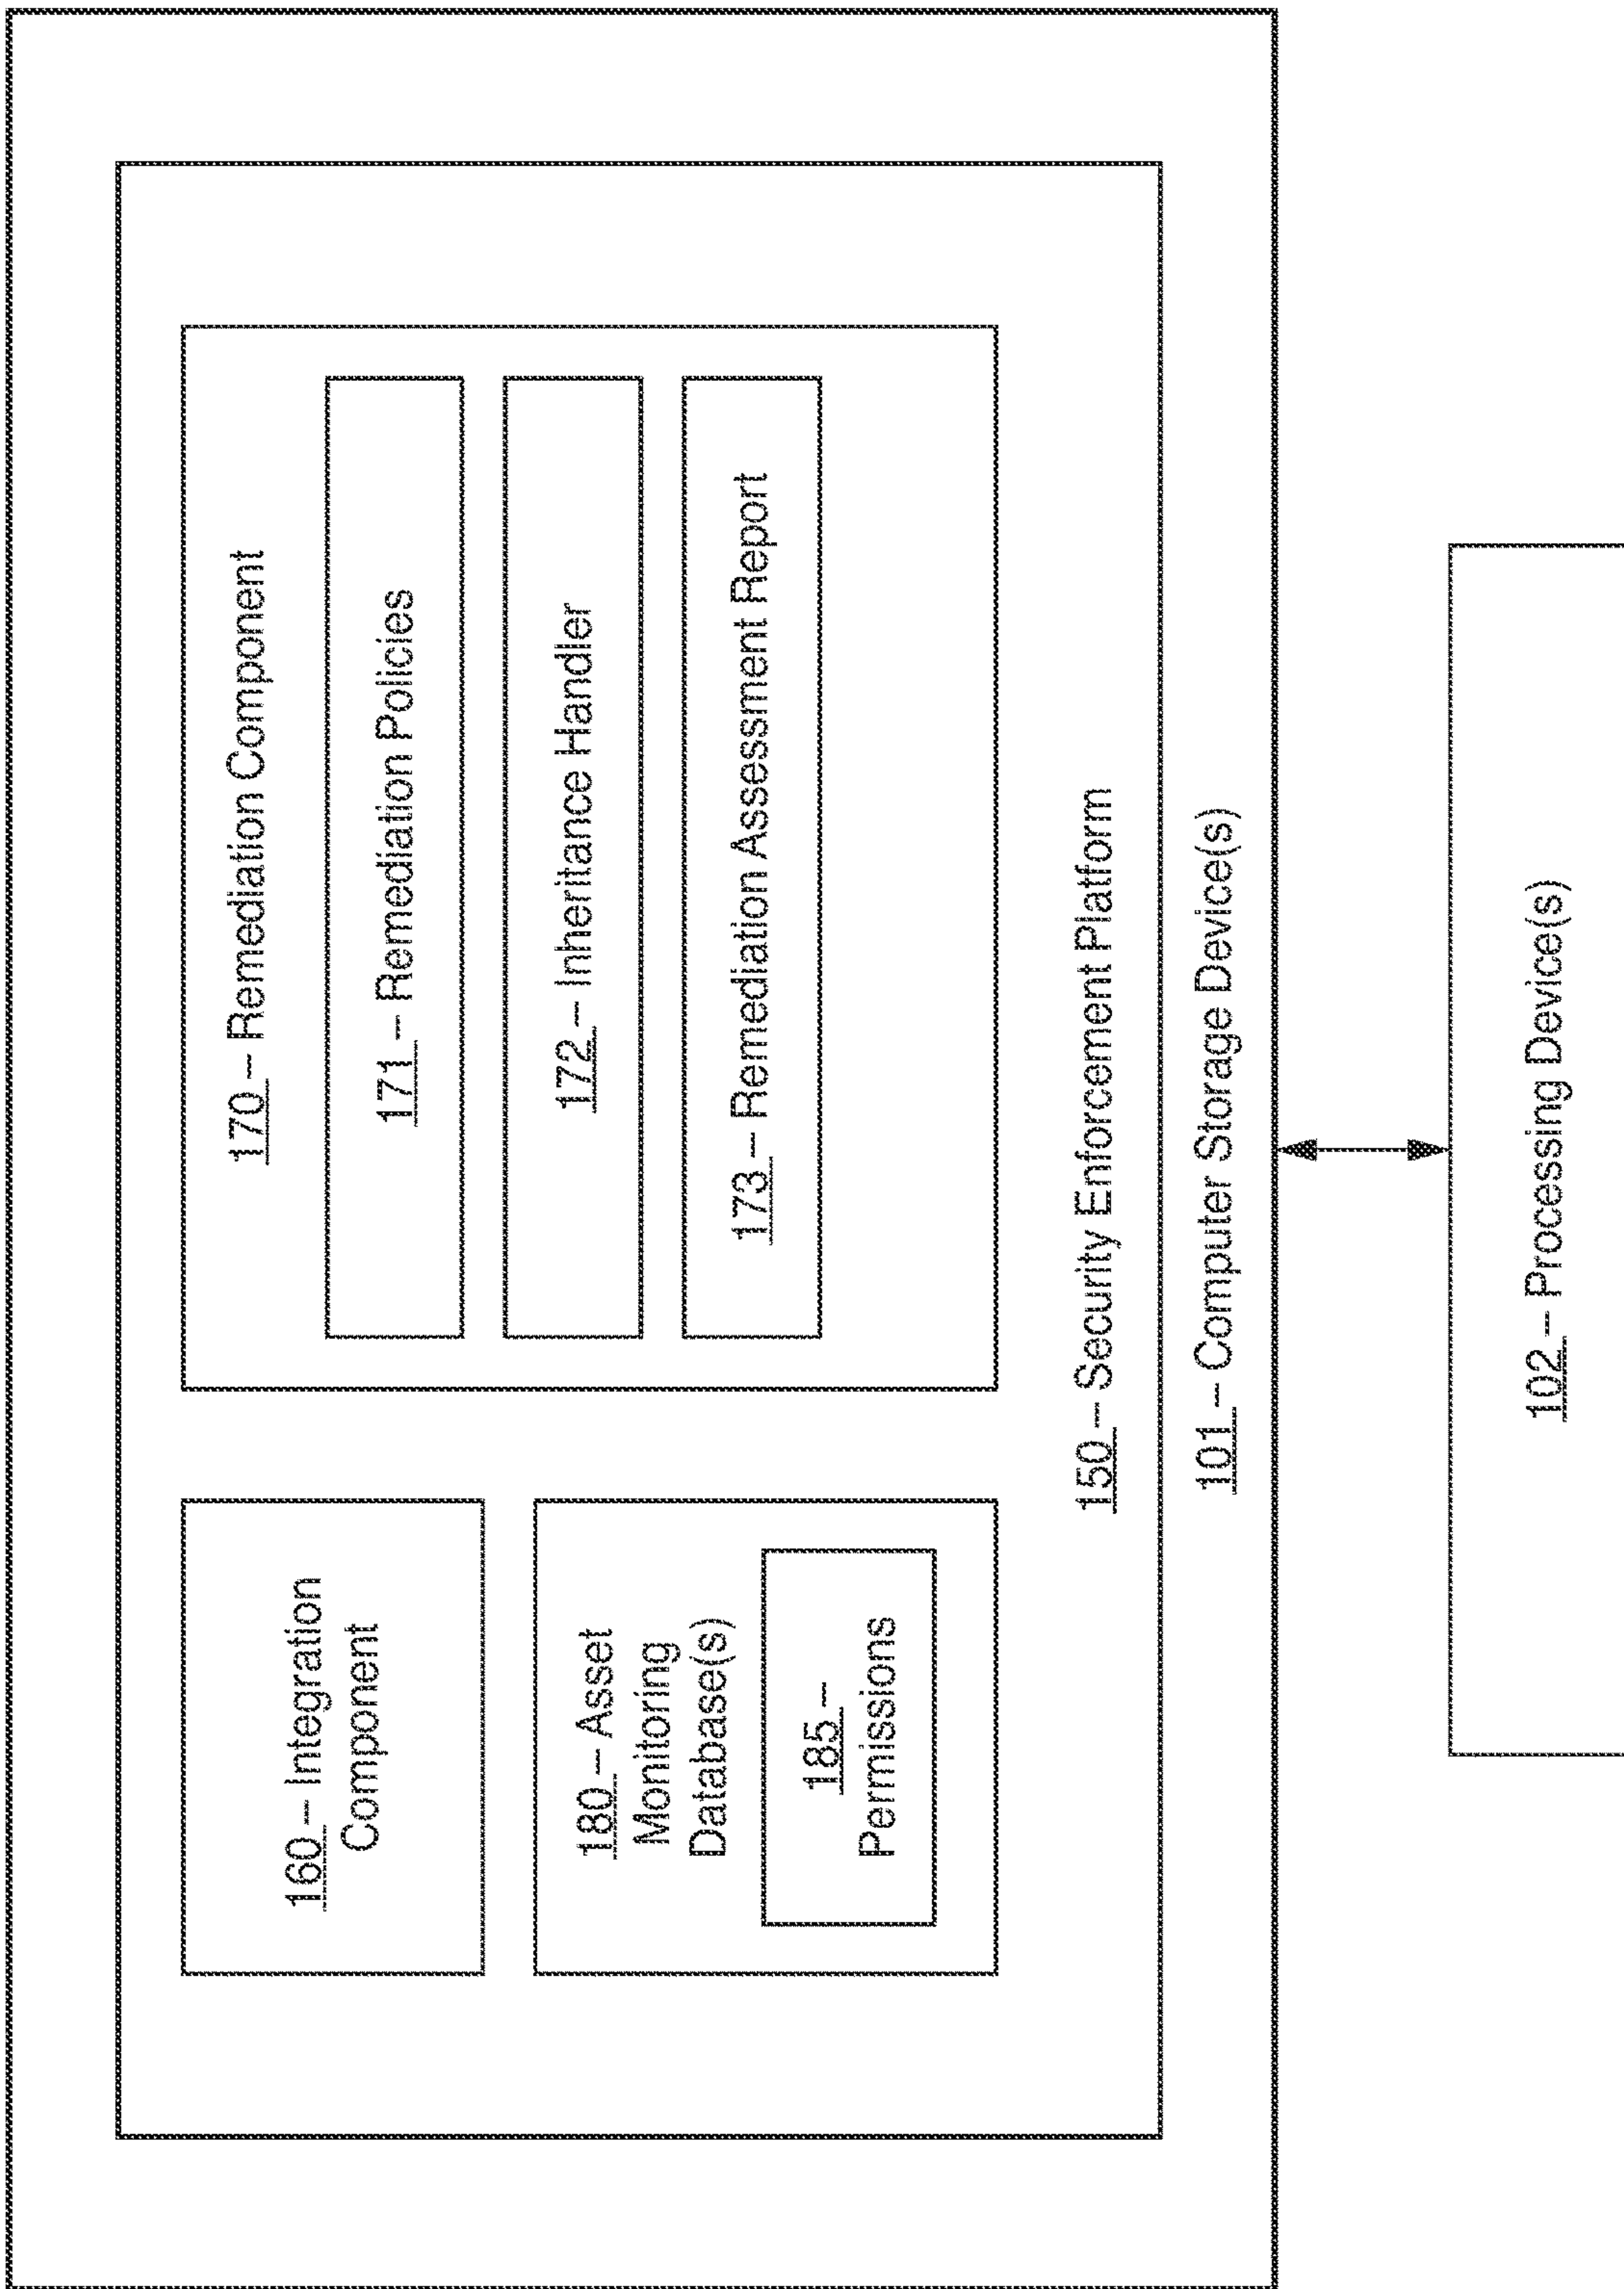 160 – Integration
Component
180 – Asset
Monitoring
Database(s)
185 –
Permissions
170 – Remediation Component
171 – Remediation Policies
172 – Inheritance Handler
173 – Remediation Assessment Report
150 – Security Enforcement Platform
101 – Computer Storage Device(s)
102 – Processing Device(s)